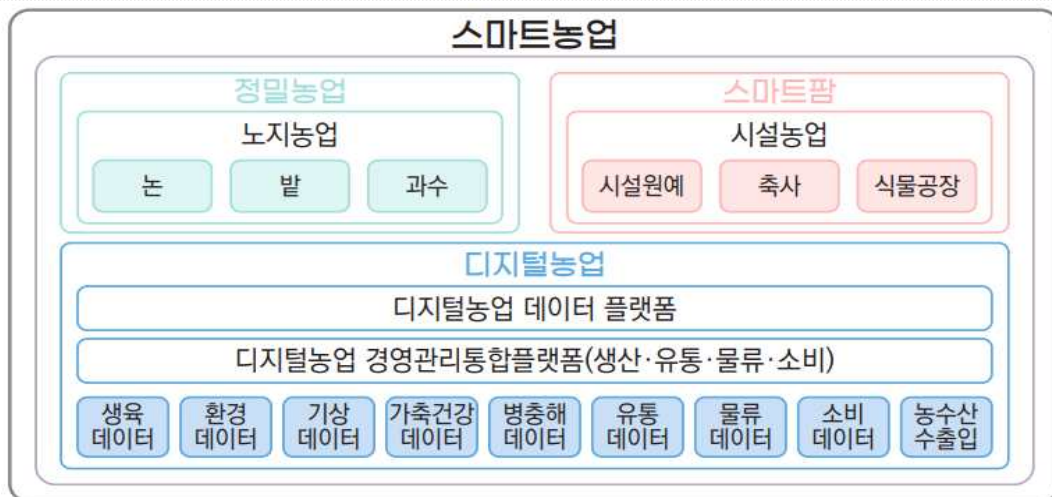 스마트농업
정밀농업
노지농업
논
밭
과수
스마트팜
시설농업
시설원예
축사
식물공장
디지털농업
디지털농업 데이터 플랫폼
디지털농업 경영관리통합플랫폼(생산·유통·물류·소비)
생육
데이터
환경
데이터
기상
데이터
가축건강
데이터
병충해
데이터
유통
데이터
물류
데이터
소비
데이터
농수산
수출입